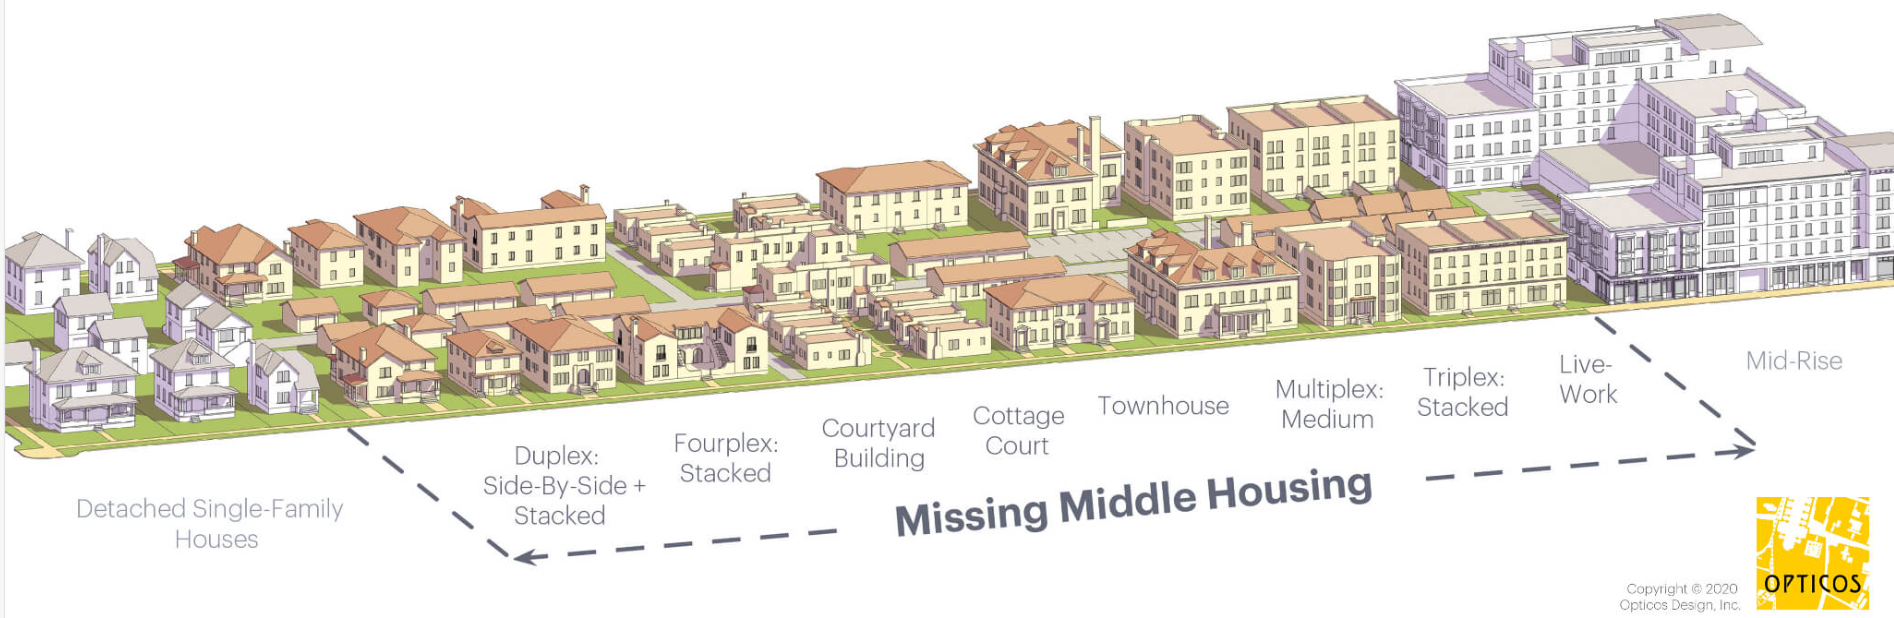 Detached Single-Family
Houses
Duplex:
Side-By-Side +
Stacked
Fourplex:
Stacked
Courtyard
Building
Cottage
Court
Townhouse
Multiplex:
Medium
Triplex:
Stacked
Live-
Work
Mid-Rise
Missing Middle Housing
Copyright © 2020
Opticos Design, Inc.
OPTICOS